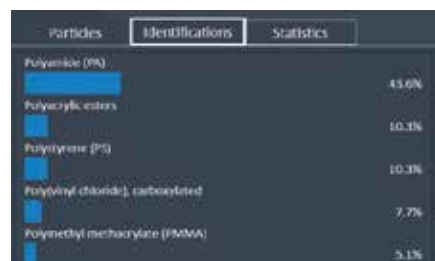 Particles Identifications Statistics
Polyamide (PA)
43.6%
Polyacrylic esters
10.3%
Polystyrene (PS)
10.3%
Poly(vinyl chloride), carboxylated
7.7%
Polymethyl methacrylate (PMMA)
5.1%